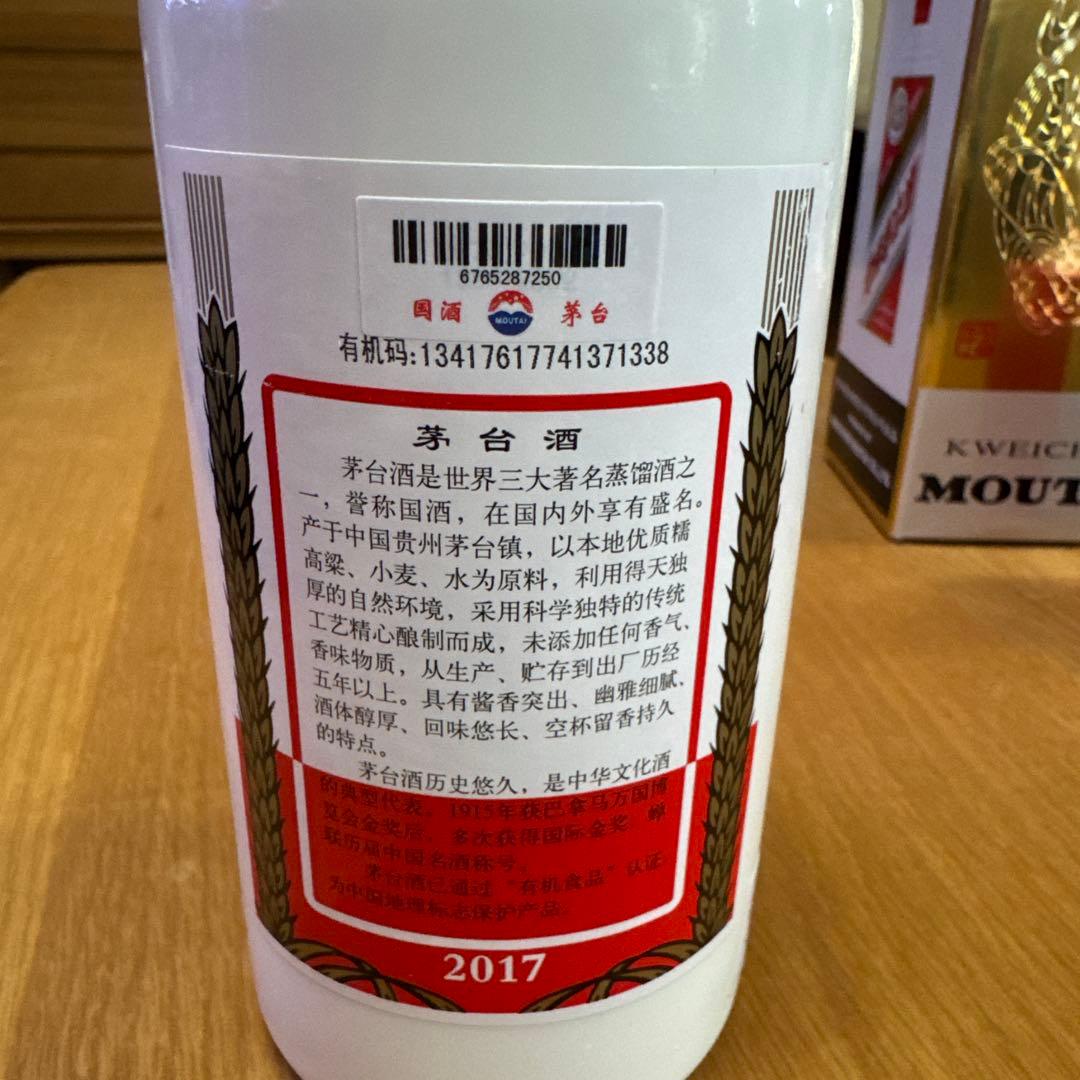 6765287250
国酒 MOUTAI 茅台
有机码:13417617741371338
茅台酒
茅台酒是世界三大著名蒸馏酒之
一，誉称国酒，在国内外享有盛名。
产于中国贵州茅台镇，以本地优质糯
高粱、小麦、水为原料，利用得天独
厚的自然环境，采用科学独特的传统
工艺精心酿制而成，未添加任何香气、
香味物质，从生产、贮存到出厂历经
五年以上。具有酱香突出、幽雅细腻、
酒体醇厚、回味悠长、空杯留香持久
的特点。
茅台酒历史悠久，是中华文化酒
的典型代表。1915年获巴拿马万国博
览会金奖后，多次获得国际金奖，蝉
联历届中国名酒称号。
茅台酒已通过“有机食品”认证
为中国地理标志保护产品。
2017
KWEICH
MOUT